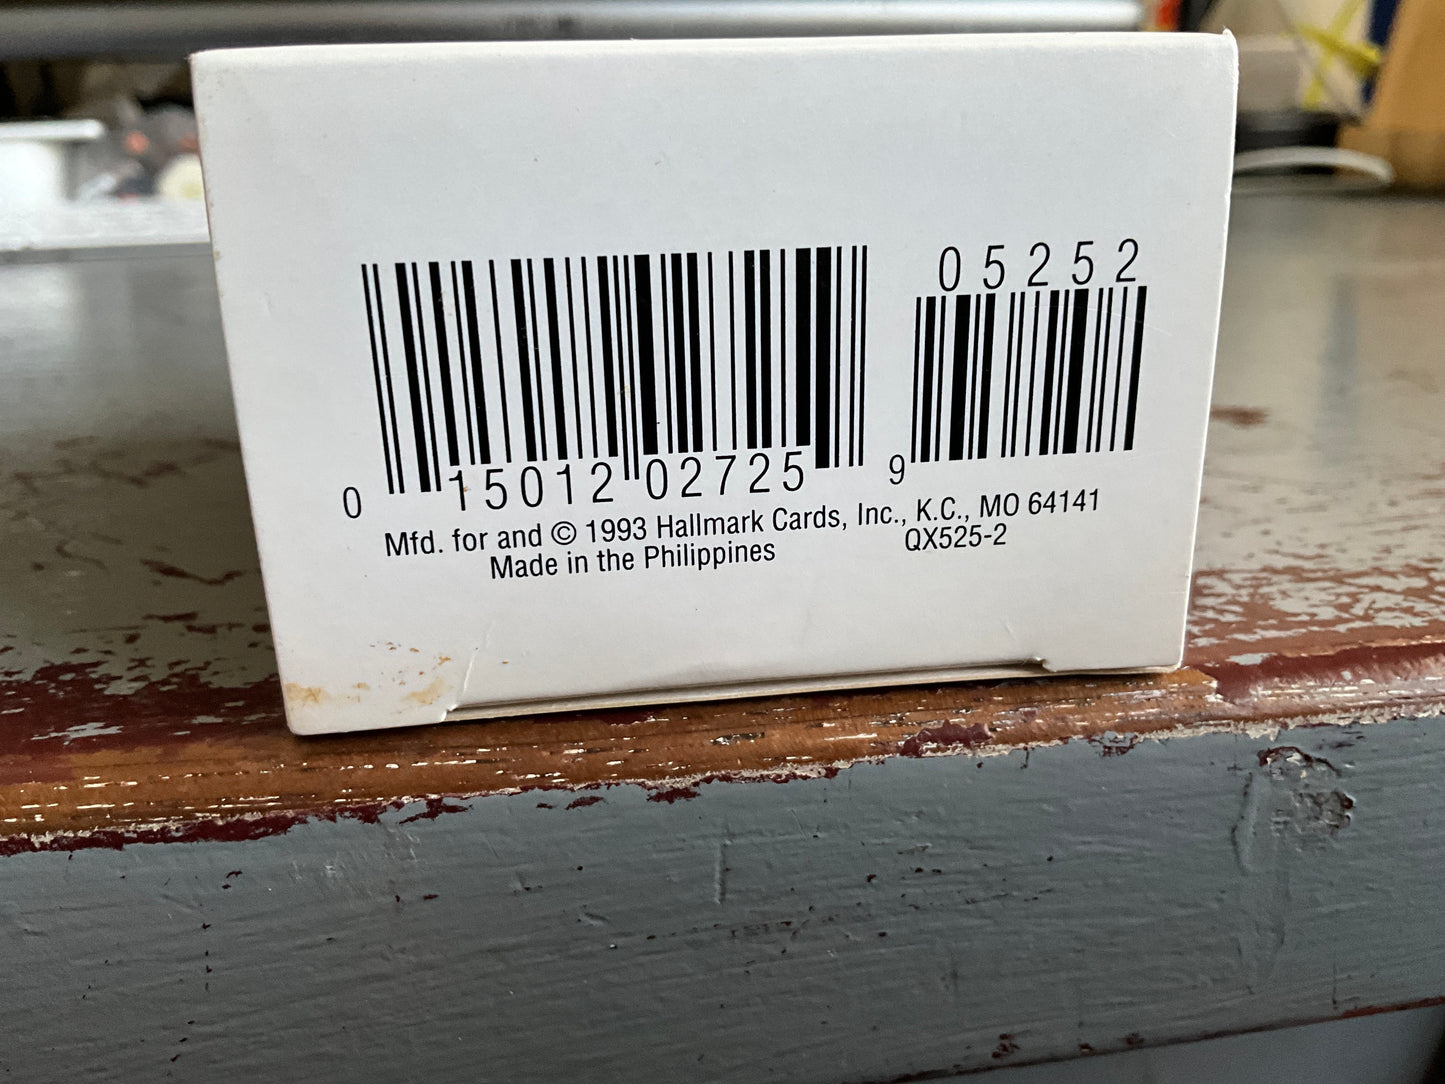 05252
0 15012 02725 9
Mfd. for and © 1993 Hallmark Cards, Inc., K.C., MO 64141
Made in the Philippines QX525-2